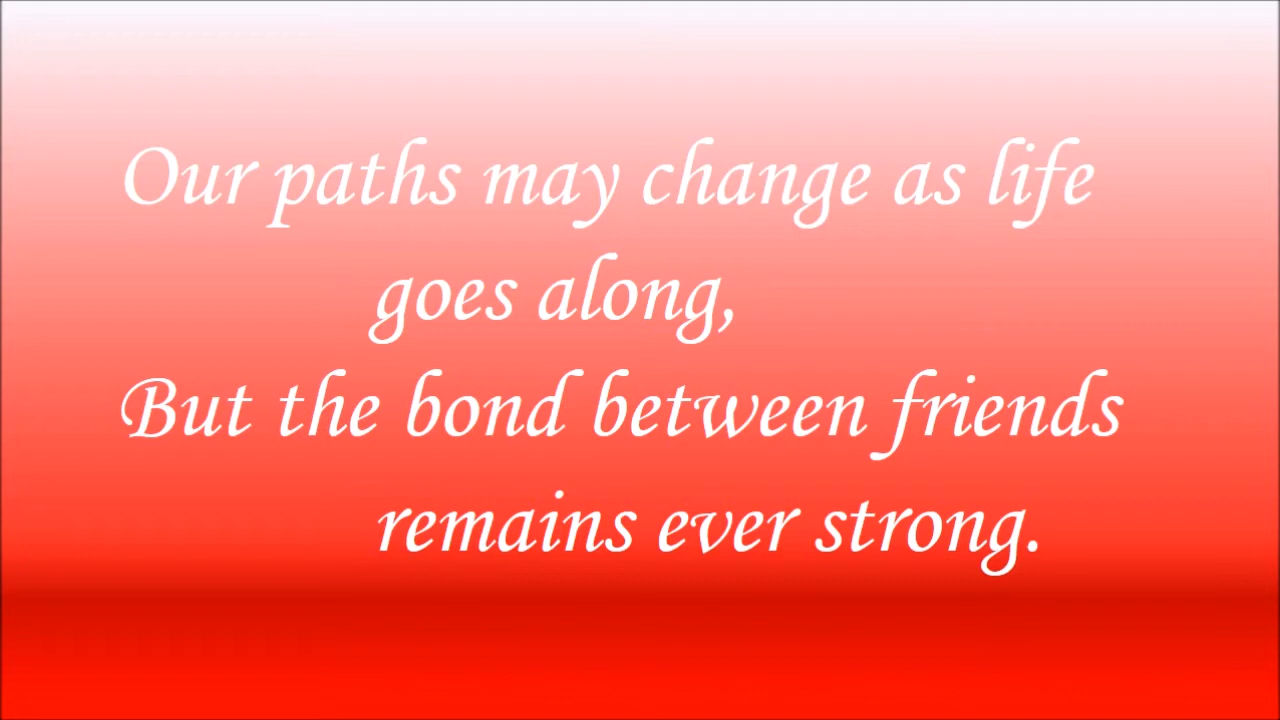 Our paths may change as life
goes along,
But the bond between friends
remains ever strong.